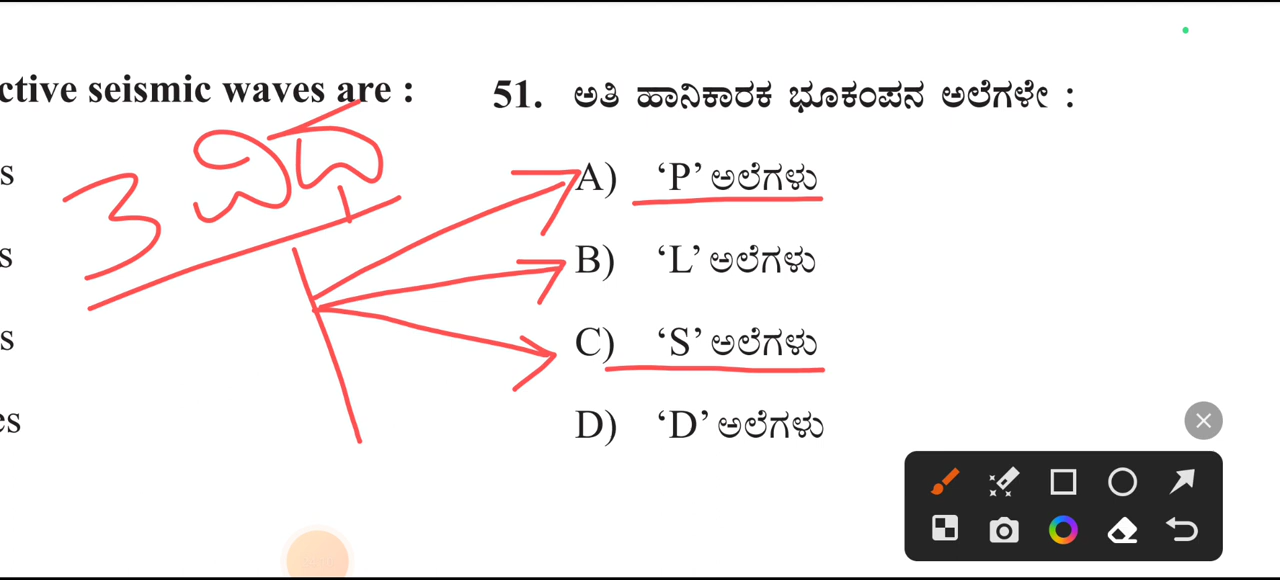 ctive seismic waves are :
51. ಅತಿ ಹಾನಿಕಾರಕ ಭೂಕಂಪನ ಅಲೆಗಳೇ :
3 ವಿಧ
s
A) ‘P’ ಅಲೆಗಳು
s
B) ‘L’ ಅಲೆಗಳು
s
C) ‘S’ ಅಲೆಗಳು
es
D) ‘D’ ಅಲೆಗಳು